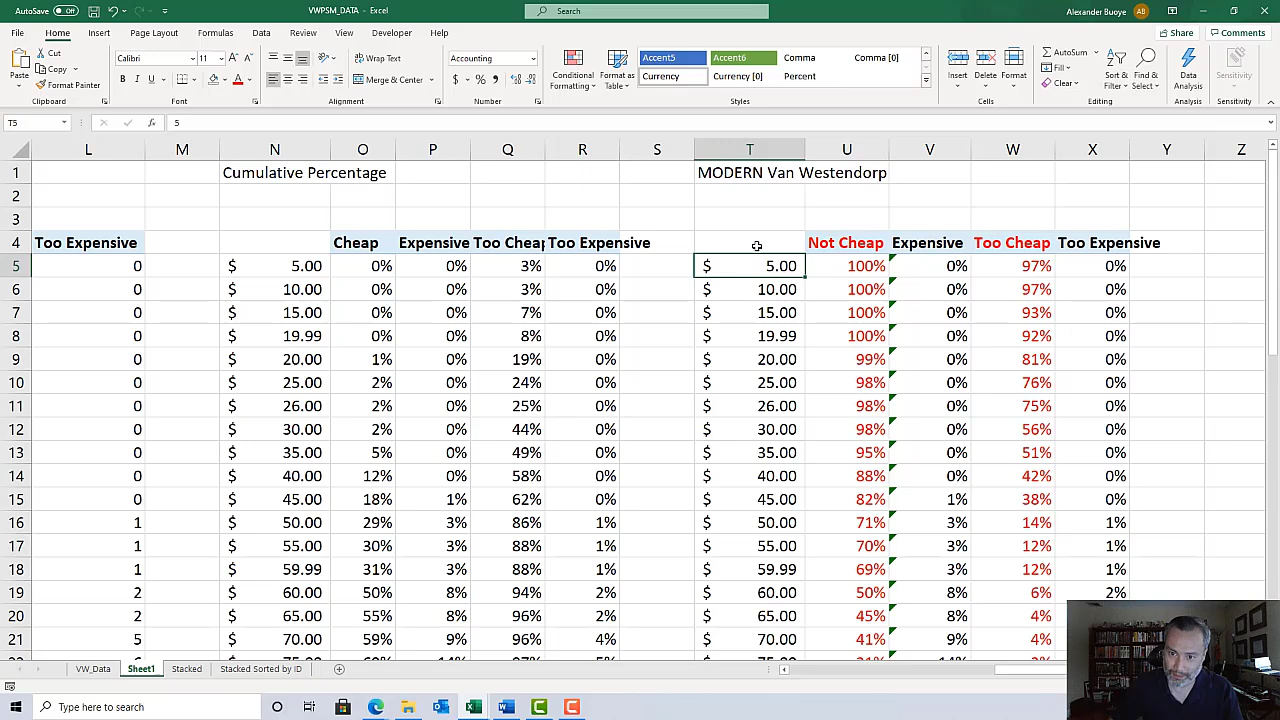 AutoSave Off VWPSM_DATA - Excel Search Alexander Buoye AB
File Home Insert Page Layout Formulas Data Review View Developer Help Share Comments
Paste Cut Copy Format Painter Clipboard
Calibri 11 A A B I U A Font
Wrap Text Merge & Center Alignment
Accounting $ % Number
Conditional Formatting Format as Table Accent5 Accent6 Comma Comma [0] Currency Currency [0] Percent Styles
Insert Delete Format Cells
AutoSum Fill Clear Sort & Filter Find & Select Editing
Data Analysis Analysis Sensitivity Sensitivity
T5 fx 5
L M N O P Q R S T U V W X Y Z
1 Cumulative Percentage MODERN Van Westendorp
2
3
4 Too Expensive Cheap Expensive Too Cheap Too Expensive Not Cheap Expensive Too Cheap Too Expensive
5 0 $ 5.00 0% 0% 3% 0% $ 5.00 100% 0% 97% 0%
6 0 $ 10.00 0% 0% 3% 0% $ 10.00 100% 0% 97% 0%
7 0 $ 15.00 0% 0% 7% 0% $ 15.00 100% 0% 93% 0%
8 0 $ 19.99 0% 0% 8% 0% $ 19.99 100% 0% 92% 0%
9 0 $ 20.00 1% 0% 19% 0% $ 20.00 99% 0% 81% 0%
10 0 $ 25.00 2% 0% 24% 0% $ 25.00 98% 0% 76% 0%
11 0 $ 26.00 2% 0% 25% 0% $ 26.00 98% 0% 75% 0%
12 0 $ 30.00 2% 0% 44% 0% $ 30.00 98% 0% 56% 0%
13 0 $ 35.00 5% 0% 49% 0% $ 35.00 95% 0% 51% 0%
14 0 $ 40.00 12% 0% 58% 0% $ 40.00 88% 0% 42% 0%
15 0 $ 45.00 18% 1% 62% 0% $ 45.00 82% 1% 38% 0%
16 1 $ 50.00 29% 3% 86% 1% $ 50.00 71% 3% 14% 1%
17 1 $ 55.00 30% 3% 88% 1% $ 55.00 70% 3% 12% 1%
18 1 $ 59.99 31% 3% 88% 1% $ 59.99 69% 3% 12% 1%
19 2 $ 60.00 50% 8% 94% 2% $ 60.00 50% 8% 6% 2%
20 2 $ 65.00 55% 8% 96% 2% $ 65.00 45% 8% 4%
21 5 $ 70.00 59% 9% 96% 4% $ 70.00 41% 9% 4%
VW_Data Sheet1 Stacked Stacked Sorted by ID
Type here to search